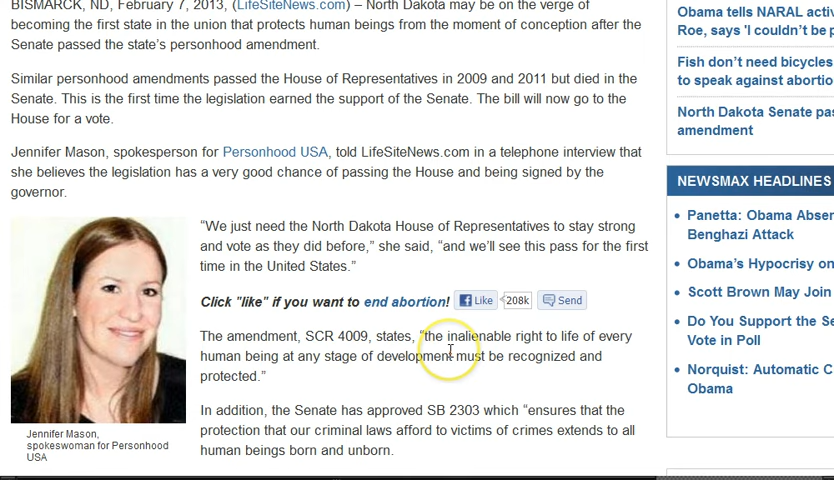 BISMARCK, ND, February 7, 2013, (LifeSiteNews.com) – North Dakota may be on the verge of
becoming the first state in the union that protects human beings from the moment of conception after the
Senate passed the state's personhood amendment.
Similar personhood amendments passed the House of Representatives in 2009 and 2011 but died in the
Senate. This is the first time the legislation earned the support of the Senate. The bill will now go to the
House for a vote.
Jennifer Mason, spokesperson for Personhood USA, told LifeSiteNews.com in a telephone interview that
she believes the legislation has a very good chance of passing the House and being signed by the
governor.
Jennifer Mason,
spokeswoman for Personhood
USA
“We just need the North Dakota House of Representatives to stay strong
and vote as they did before,” she said, “and we’ll see this pass for the first
time in the United States.”
Click "like" if you want to end abortion! Like 208k Send
The amendment, SCR 4009, states, “the inalienable right to life of every
human being at any stage of development must be recognized and
protected.”
In addition, the Senate has approved SB 2303 which “ensures that the
protection that our criminal laws afford to victims of crimes extends to all
human beings born and unborn.
Obama tells NARAL activ
Roe, says 'I couldn't be p
Fish don't need bicycles
to speak against abortio
North Dakota Senate pas
amendment
NEWSMAX HEADLINES
Panetta: Obama Abser
Benghazi Attack
Obama's Hypocrisy on
Scott Brown May Join
Do You Support the Se
Vote in Poll
Norquist: Automatic C
Obama